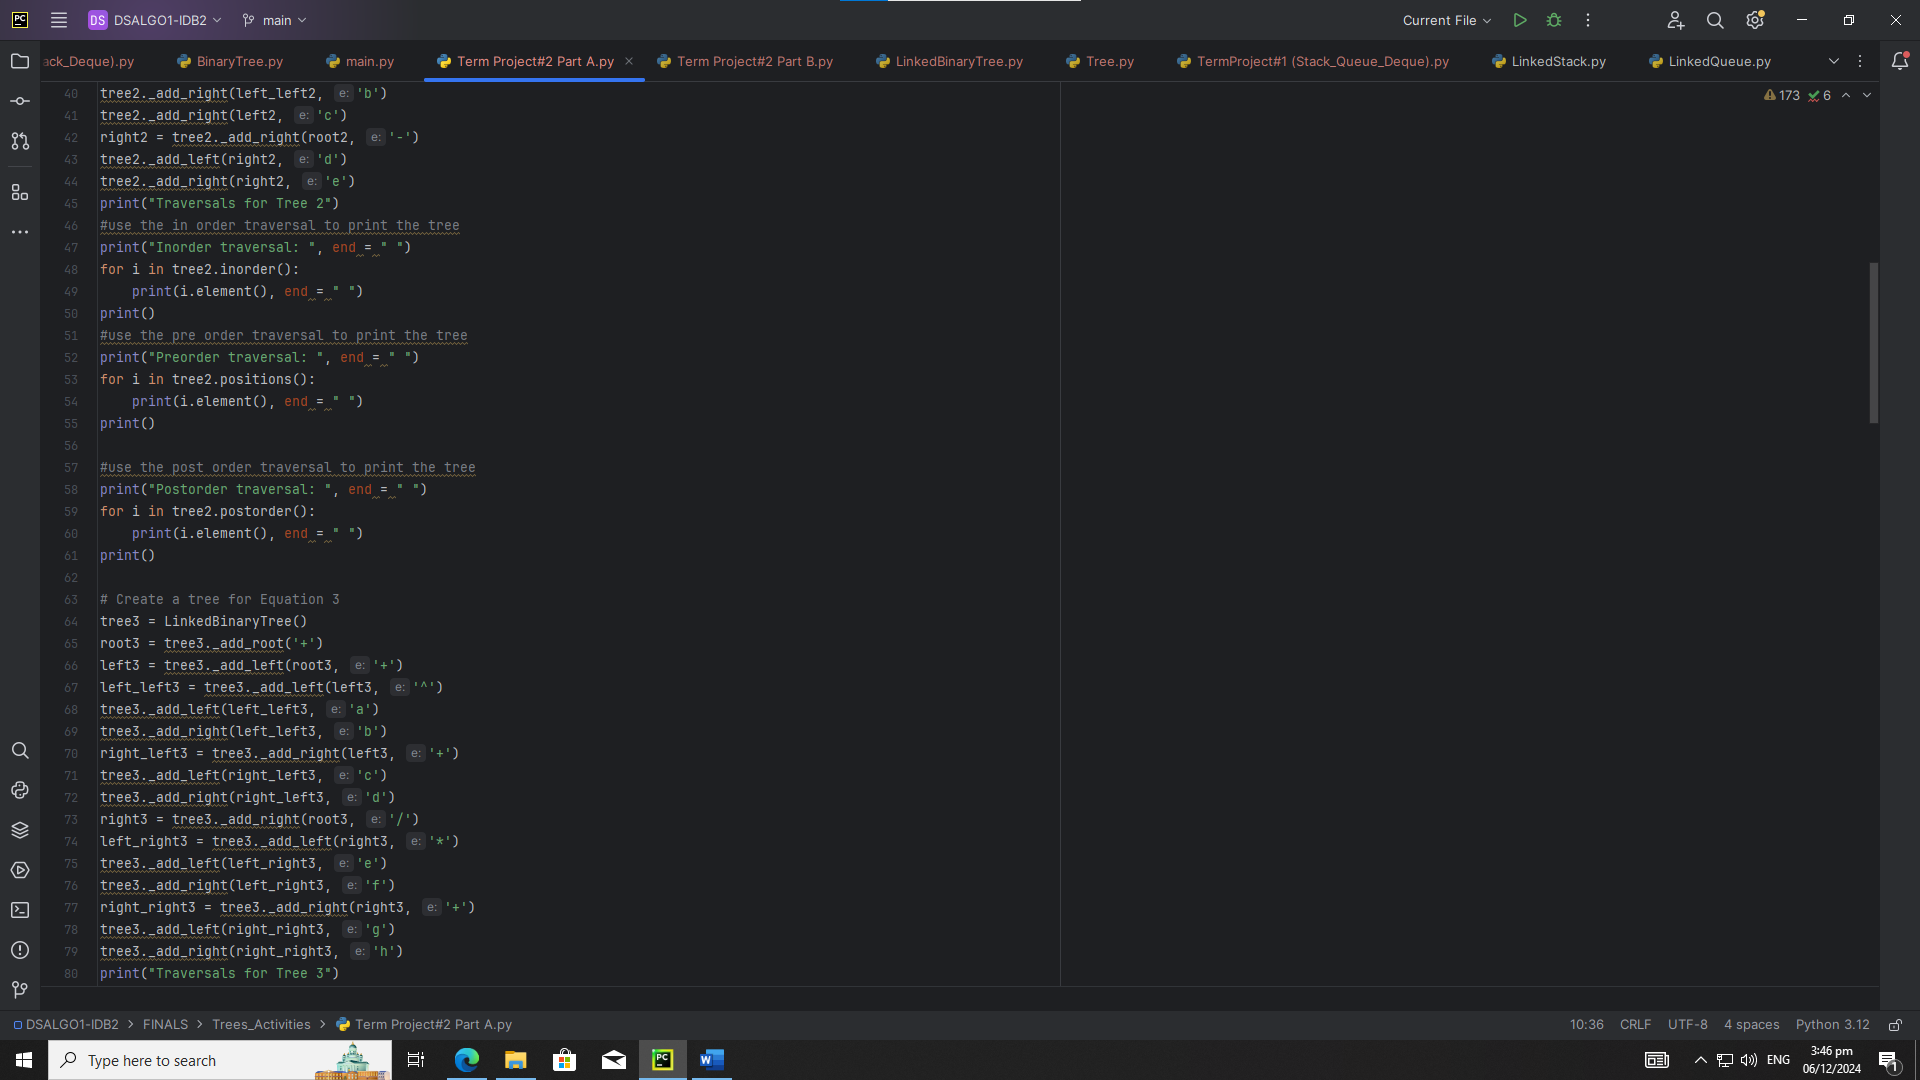 PC DS DSALGO1-IDB2 main Current File
ack_Deque).py BinaryTree.py main.py Term Project#2 Part A.py Term Project#2 Part B.py LinkedBinaryTree.py Tree.py TermProject#1 (Stack_Queue_Deque).py LinkedStack.py LinkedQueue.py
173 6
40 tree2._add_right(left_left2, e: 'b')
41 tree2._add_right(left2, e: 'c')
42 right2 = tree2._add_right(root2, e: '-')
43 tree2._add_left(right2, e: 'd')
44 tree2._add_right(right2, e: 'e')
45 print("Traversals for Tree 2")
46 #use the in order traversal to print the tree
47 print("Inorder traversal: ", end = " ")
48 for i in tree2.inorder():
49 print(i.element(), end = " ")
50 print()
51 #use the pre order traversal to print the tree
52 print("Preorder traversal: ", end = " ")
53 for i in tree2.positions():
54 print(i.element(), end = " ")
55 print()
56
57 #use the post order traversal to print the tree
58 print("Postorder traversal: ", end = " ")
59 for i in tree2.postorder():
60 print(i.element(), end = " ")
61 print()
62
63 # Create a tree for Equation 3
64 tree3 = LinkedBinaryTree()
65 root3 = tree3._add_root('+')
66 left3 = tree3._add_left(root3, e: '+')
67 left_left3 = tree3._add_left(left3, e: '^')
68 tree3._add_left(left_left3, e: 'a')
69 tree3._add_right(left_left3, e: 'b')
70 right_left3 = tree3._add_right(left3, e: '+')
71 tree3._add_left(right_left3, e: 'c')
72 tree3._add_right(right_left3, e: 'd')
73 right3 = tree3._add_right(root3, e: '/')
74 left_right3 = tree3._add_left(right3, e: '*')
75 tree3._add_left(left_right3, e: 'e')
76 tree3._add_right(left_right3, e: 'f')
77 right_right3 = tree3._add_right(right3, e: '+')
78 tree3._add_left(right_right3, e: 'g')
79 tree3._add_right(right_right3, e: 'h')
80 print("Traversals for Tree 3")
DSALGO1-IDB2 > FINALS > Trees_Activities > Term Project#2 Part A.py 10:36 CRLF UTF-8 4 spaces Python 3.12
Type here to search PC W ENG 3:46 pm 1
06/12/2024